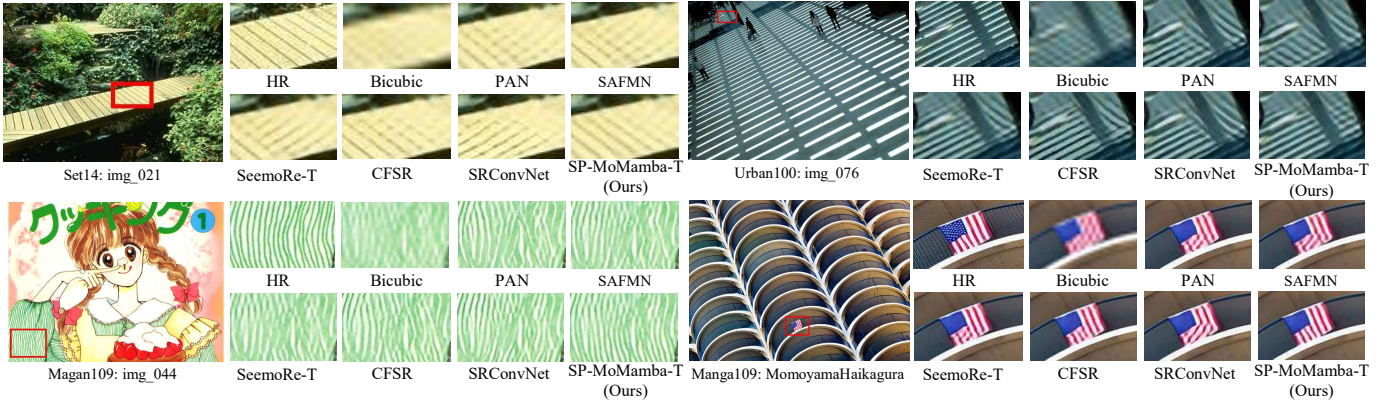 HR Bicubic PAN SAFMN
SeemoRe-T CFSR SRConvNet SP-MoMamba-T
(Ours)
Set14: img_021
HR Bicubic PAN SAFMN
SeemoRe-T CFSR SRConvNet SP-MoMamba-T
(Ours)
Urban100: img_076
クッキング1
HR Bicubic PAN SAFMN
SeemoRe-T CFSR SRConvNet SP-MoMamba-T
(Ours)
Magan109: img_044
HR Bicubic PAN SAFMN
SeemoRe-T CFSR SRConvNet SP-MoMamba-T
(Ours)
Manga109: MomoyamaHaikagura